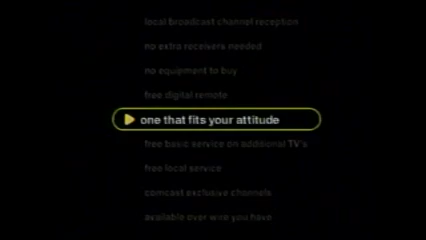 local broadcast channel reception
no extra receivers needed
no equipment to buy
free digital remote
one that fits your attitude
free basic service on additional TV's
free local service
comcast exclusive channels
available over wire you have